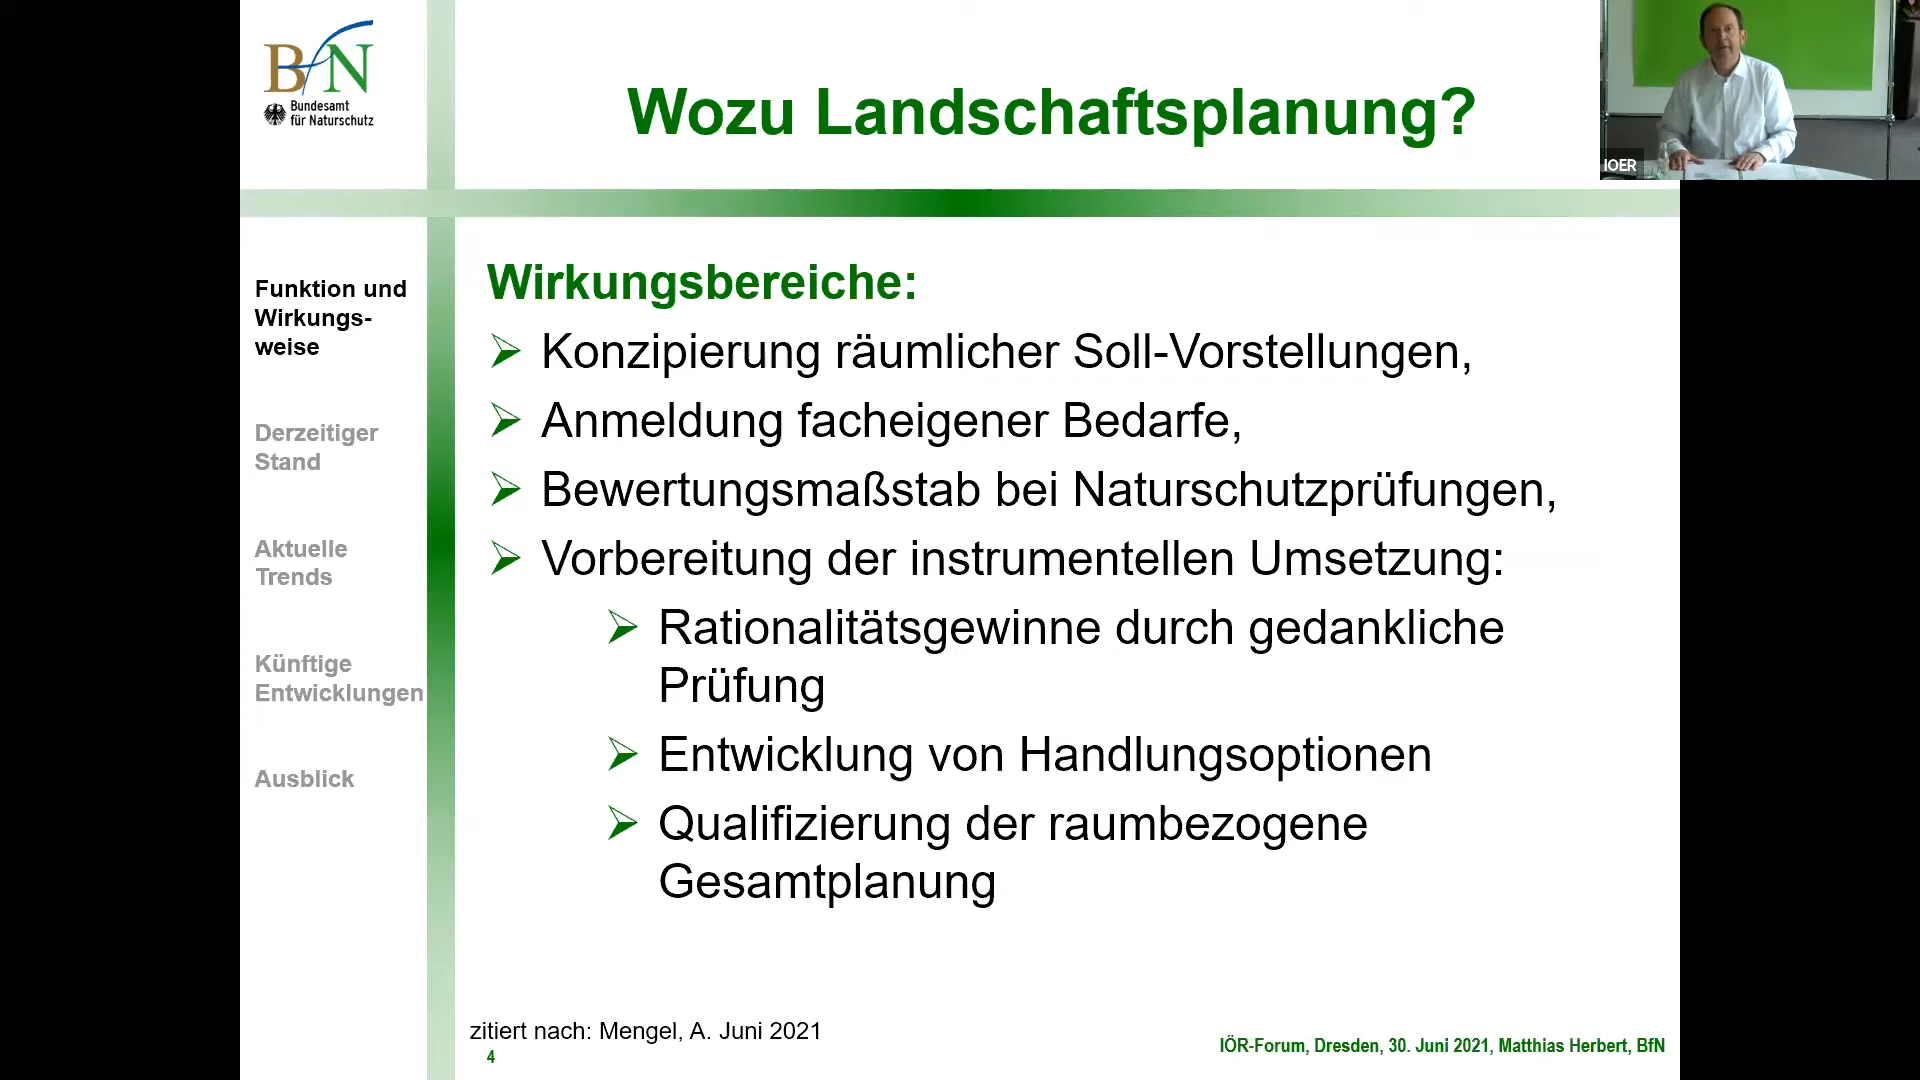 BfN
Bundesamt
für Naturschutz
Wozu Landschaftsplanung?
IOER
Funktion und
Wirkungs-
weise
Derzeitiger
Stand
Aktuelle
Trends
Künftige
Entwicklungen
Ausblick
Wirkungsbereiche:
Konzipierung räumlicher Soll-Vorstellungen,
Anmeldung facheigener Bedarfe,
Bewertungsmaßstab bei Naturschutzprüfungen,
Vorbereitung der instrumentellen Umsetzung:
Rationalitätsgewinne durch gedankliche
Prüfung
Entwicklung von Handlungsoptionen
Qualifizierung der raumbezogene
Gesamtplanung
zitiert nach: Mengel, A. Juni 2021
4
IÖR-Forum, Dresden, 30. Juni 2021, Matthias Herbert, BfN